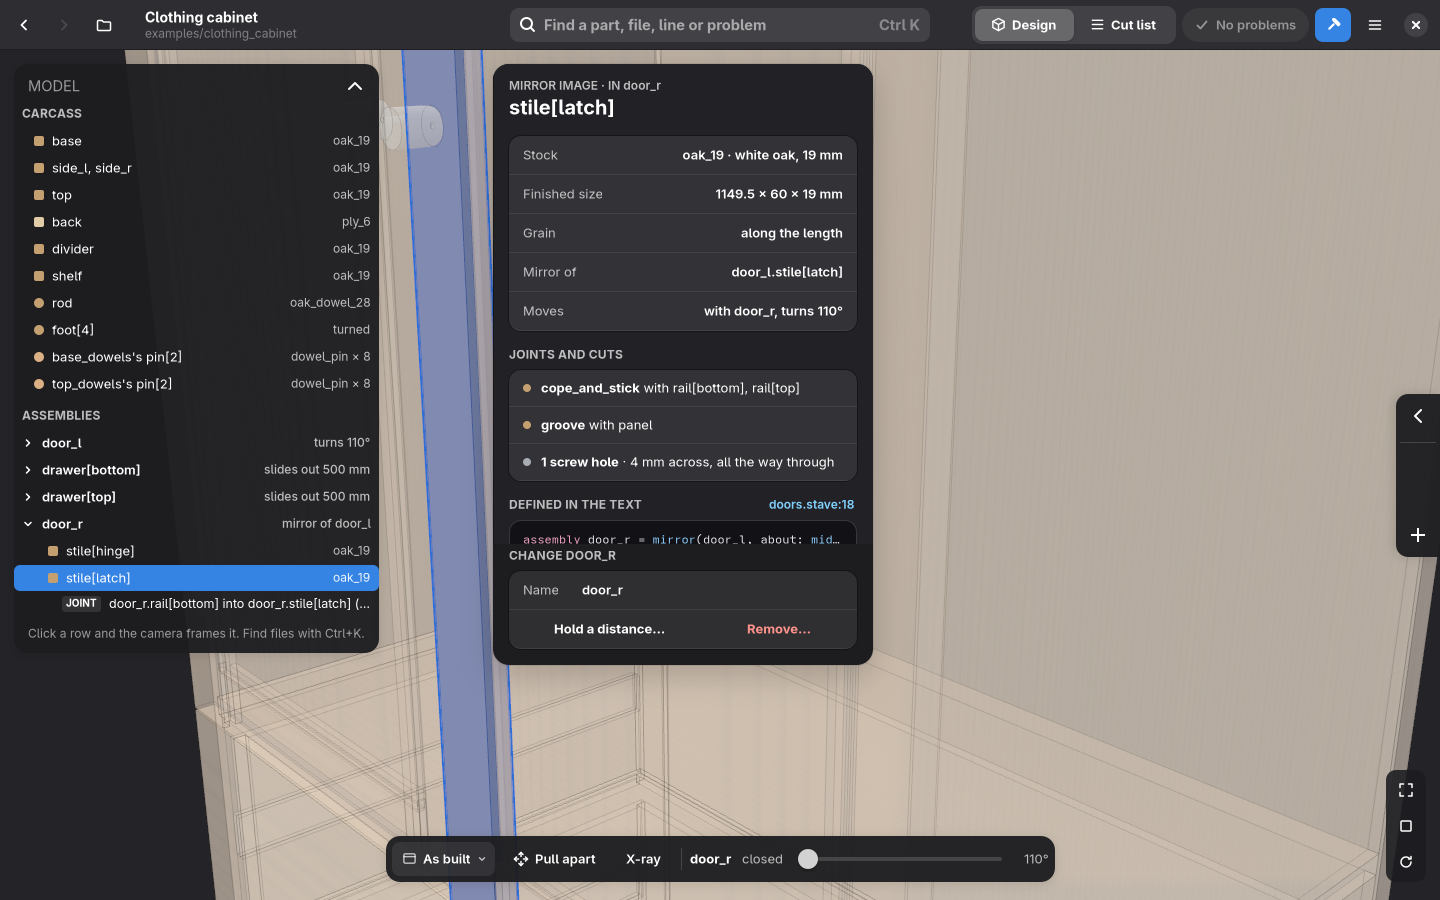 Clothing cabinet
examples/clothing_cabinet
Find a part, file, line or problem
Ctrl K
Design
Cut list
No problems
MODEL
CARCASS
base oak_19
side_l, side_r oak_19
top oak_19
back ply_6
divider oak_19
shelf oak_19
rod oak_dowel_28
foot[4] turned
base_dowels's pin[2] dowel_pin × 8
top_dowels's pin[2] dowel_pin × 8
ASSEMBLIES
door_l turns 110°
drawer[bottom] slides out 500 mm
drawer[top] slides out 500 mm
door_r mirror of door_l
stile[hinge] oak_19
stile[latch] oak_19
JOINT door_r.rail[bottom] into door_r.stile[latch] (...
Click a row and the camera frames it. Find files with Ctrl+K.
MIRROR IMAGE · IN door_r
stile[latch]
Stock oak_19 · white oak, 19 mm
Finished size 1149.5 × 60 × 19 mm
Grain along the length
Mirror of door_l.stile[latch]
Moves with door_r, turns 110°
JOINTS AND CUTS
cope_and_stick with rail[bottom], rail[top]
groove with panel
1 screw hole · 4 mm across, all the way through
DEFINED IN THE TEXT doors.stave:18
assembly door_r = mirror(door_l, about: mid…
CHANGE DOOR_R
Name door_r
Hold a distance...
Remove...
As built
Pull apart
X-ray
door_r closed 110°